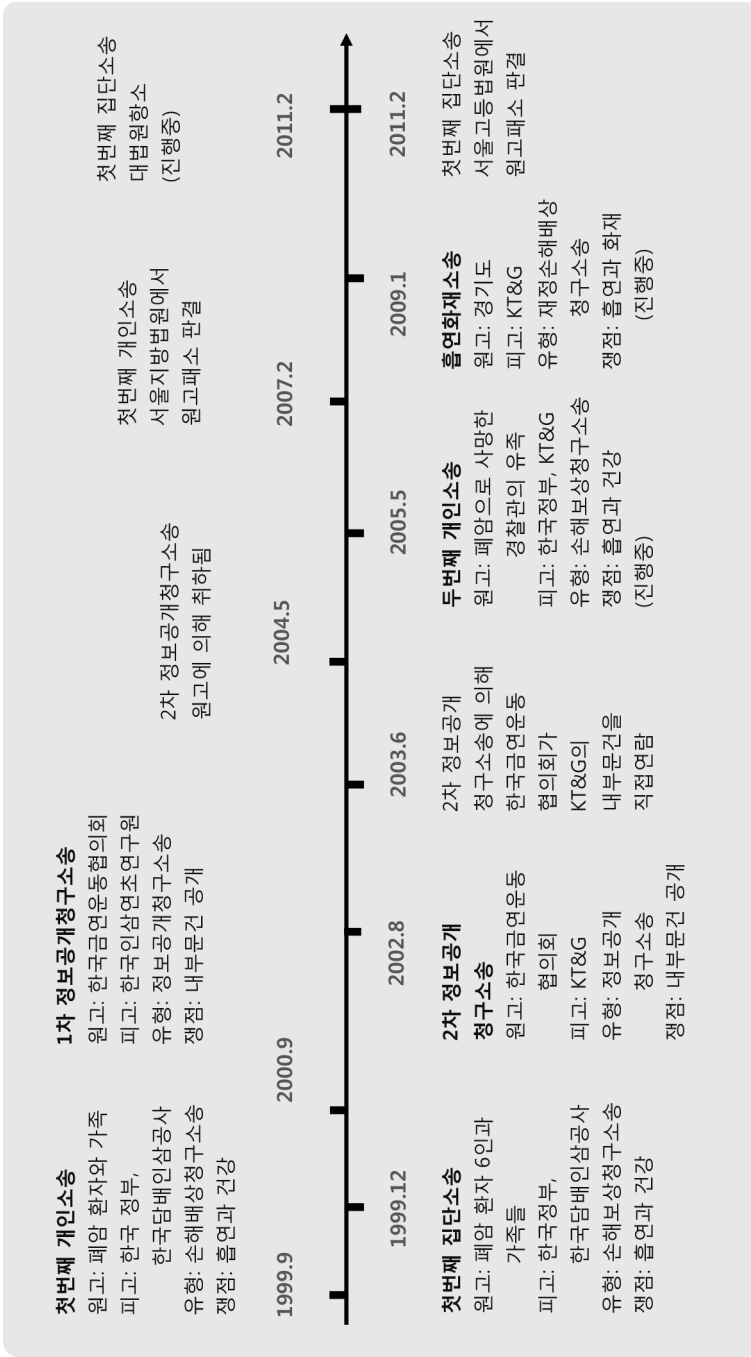 첫번째 개인소송
원고: 폐암 환자와 가족
피고: 한국 정부,
한국담배인삼공사
유형: 손해배상청구소송
쟁점: 흡연과 건강
1차 정보공개청구소송
원고: 한국금연운동협의회
피고: 한국인삼연초연구원
유형: 정보공개청구소송
쟁점: 내부문건 공개
2차 정보공개청구소송
원고에 의해 취하됨
첫번째 개인소송
서울지방법원에서
원고패소 판결
첫번째 집단소송
대법원항소
(진행중)
1999.9
2000.9
2004.5
2007.2
2011.2
1999.12
2002.8
2003.6
2005.5
2009.1
2011.2
첫번째 집단소송
원고: 폐암 환자 6인과
가족들
피고: 한국정부,
한국담배인삼공사
유형: 손해보상청구소송
쟁점: 흡연과 건강
2차 정보공개
청구소송
원고: 한국금연운동
협의회
피고: KT&G
유형: 정보공개
청구소송
쟁점: 내부문건 공개
2차 정보공개
청구소송에 의해
한국금연운동
협의회가
KT&G의
내부문건을
직접연람
두번째 개인소송
원고: 폐암으로 사망한
경찰관의 유족
피고: 한국정부, KT&G
유형: 손해보상청구소송
쟁점: 흡연과 건강
(진행중)
흡연화재소송
원고: 경기도
피고: KT&G
유형: 재정손해배상
청구소송
쟁점: 흡연과 화재
(진행중)
첫번째 집단소송
서울고등법원에서
원고패소 판결